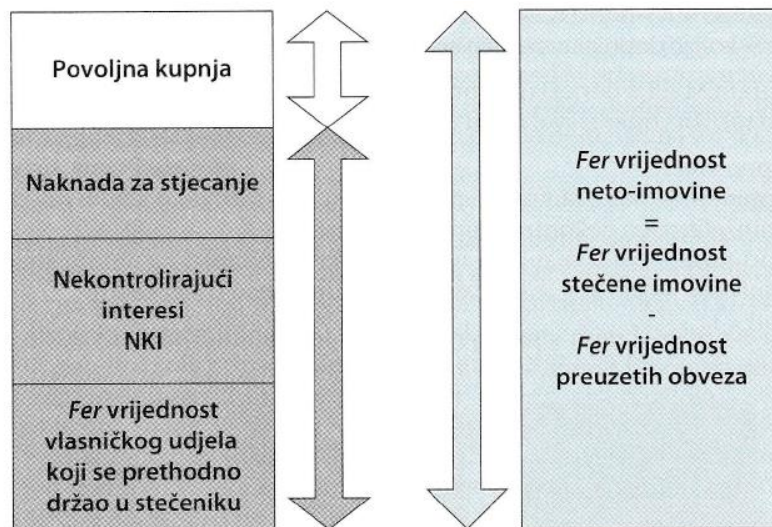 Povoljna kupnja
Naknada za stjecanje
Nekontrolirajući
interesi
NKI
Fer vrijednost
vlasničkog udjela
koji se prethodno
držao u stečeniku
Fer vrijednost
neto-imovine
=
Fer vrijednost
stečene imovine
-
Fer vrijednost
preuzetih obveza